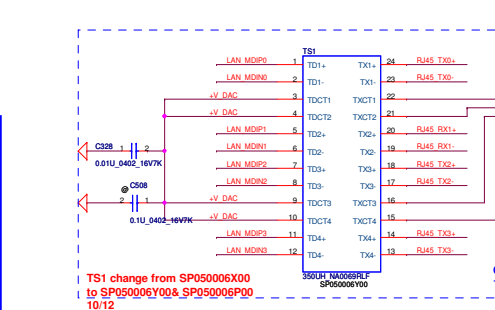 TS1
LAN_MDIP0 1 TD1+ TX1+ 24 RJ45_TX0+
LAN_MDIN0 2 TD1- TX1- 23 RJ45_TX0-
+V_DAC 3 TDCT1 TXCT1 22
+V_DAC 4 TDCT2 TXCT2 21
LAN_MDIP1 5 TD2+ TX2+ 20 RJ45_RX1+
LAN_MDIN1 6 TD2- TX2- 19 RJ45_RX1-
LAN_MDIP2 7 TD3+ TX3+ 18 RJ45_TX2+
LAN_MDIN2 8 TD3- TX3- 17 RJ45_TX2-
+V_DAC 9 TDCT3 TXCT3 16
+V_DAC 10 TDCT4 TXCT4 15
LAN_MDIP3 11 TD4+ TX4+ 14 RJ45_TX3+
LAN_MDIN3 12 TD4- TX4- 13 RJ45_TX3-
350UH_NA0069RLF
SP050006Y00
C328
1 2
0.01U_0402_16V7K
@ C508
2 1
0.1U_0402_16V7K
TS1 change from SP050006X00
to SP050006Y00& SP050006P00
10/12